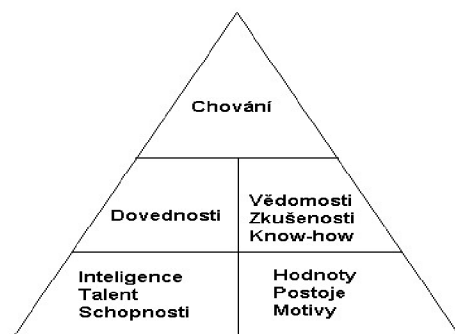 Chování
Dovednosti
Vědomosti
Zkušenosti
Know-how
Inteligence
Talent
Schopnosti
Hodnoty
Postoje
Motivy